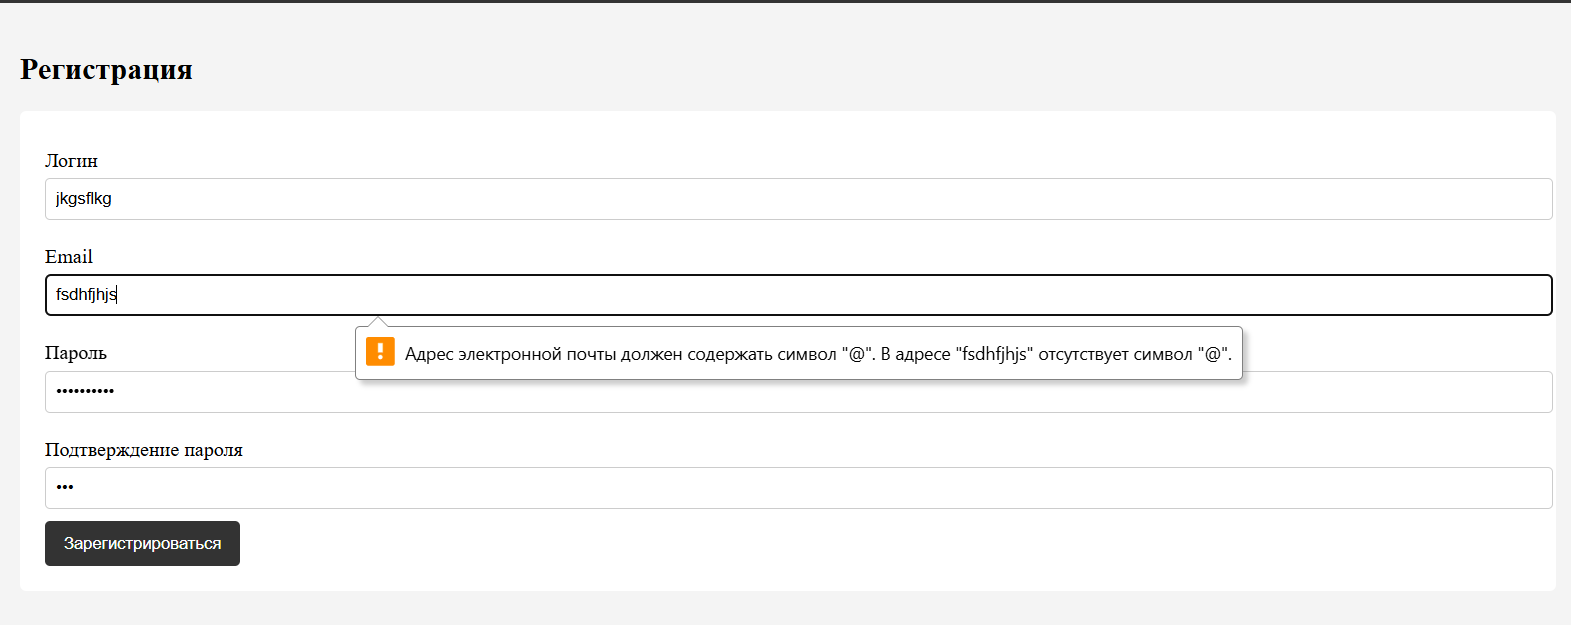 Регистрация
Логин
jkgsflkg
Email
fsdhfjhjs
Адрес электронной почты должен содержать символ "@". В адресе "fsdhfjhjs" отсутствует символ "@".
Пароль
••••••••••
Подтверждение пароля
•••
Зарегистрироваться